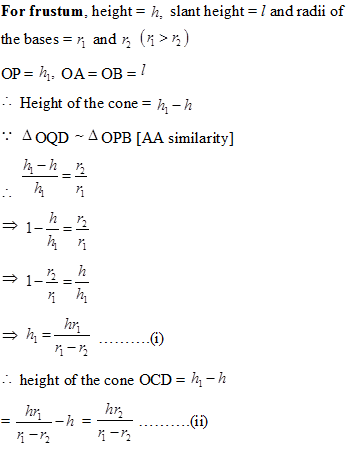 For frustum, height = h, slant height = l and radii of
the bases = r₁ and r₂ (r₁ > r₂)
OP = h₁, OA = OB = l
∴ Height of the cone = h₁ − h
∵ ΔOQD ~ ΔOPB [AA similarity]
∴ (h₁ − h)/h₁ = r₂/r₁
⇒ 1 − h/h₁ = r₂/r₁
⇒ 1 − r₂/r₁ = h/h₁
⇒ h₁ = hr₁/(r₁ − r₂) ..........(i)
∴ height of the cone OCD = h₁ − h
= hr₁/(r₁ − r₂) − h = hr₂/(r₁ − r₂) ..........(ii)